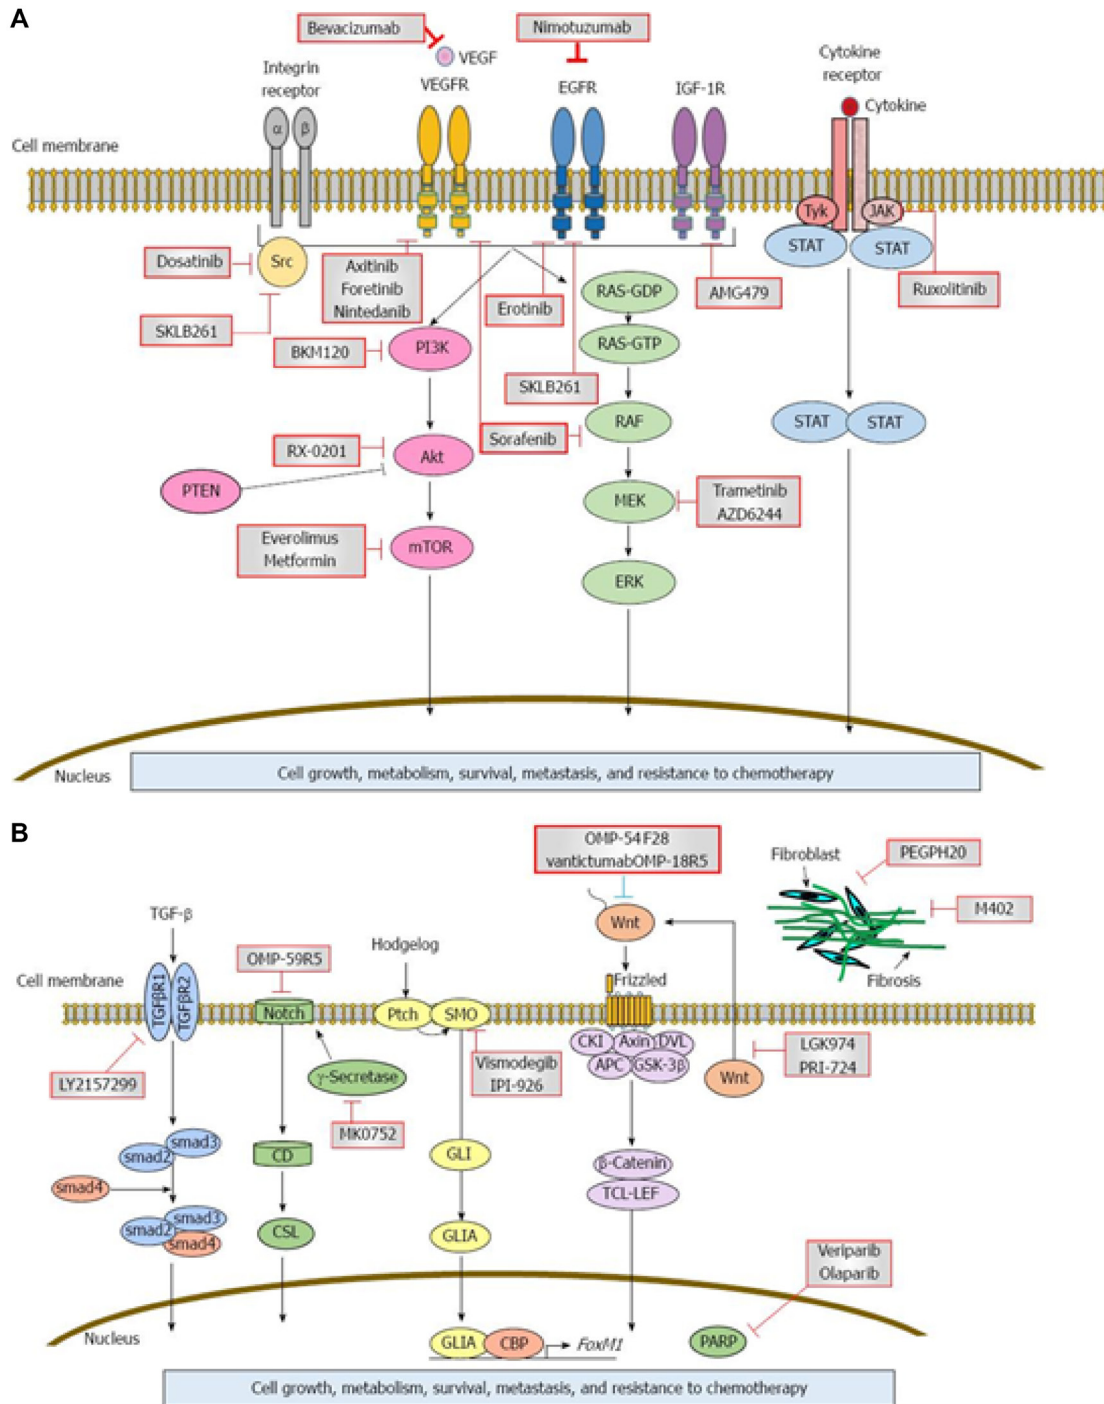 A
Bevacizumab
Nimotuzumab
VEGF
Cytokine
receptor
Integrin
receptor
VEGFR
EGFR
IGF-1R
Cytokine
α
β
Cell membrane
Tyk
JAK
STAT
STAT
Dosatinib
Src
Axitinib
Foretinib
Nintedanib
Erotinib
RAS-GDP
AMG479
Ruxolitinib
SKLB261
BKM120
PI3K
RAS-GTP
SKLB261
STAT
STAT
RX-0201
Akt
Sorafenib
RAF
PTEN
MEK
Trametinib
AZD6244
Everolimus
Metformin
mTOR
ERK
Nucleus
Cell growth, metabolism, survival, metastasis, and resistance to chemotherapy
B
OMP-54F28
vantictumabOMP-18R5
Fibroblast
PEGPH20
M402
TGF-β
Wnt
Hodgelog
OMP-59R5
Cell membrane
Frizzled
Fibrosis
TGFβR1
TGFβR2
Notch
Ptch
SMO
CKI
Axin
DVL
APC
GSK-3β
LGK974
PRI-724
Vismodegib
IPI-926
LY2157299
γ-Secretase
Wnt
MK0752
smad3
smad2
CD
GLI
β-Catenin
TCL-LEF
smad4
smad3
smad2
smad4
CSL
GLIA
Veriparib
Olaparib
Nucleus
GLIA
CBP
FoxM1
PARP
Cell growth, metabolism, survival, metastasis, and resistance to chemotherapy